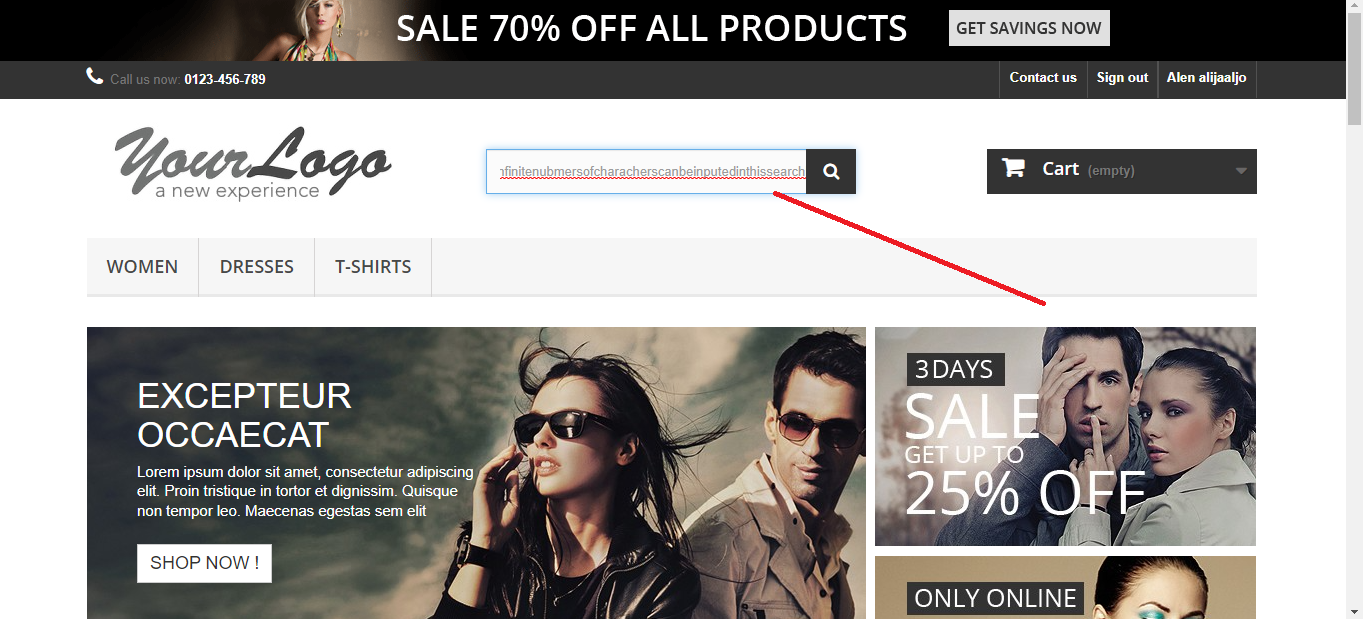 SALE 70% OFF ALL PRODUCTS
GET SAVINGS NOW
Call us now: 0123-456-789
Contact us
Sign out
Alen alijaaljo
YourLogo
a new experience
nfinitenubmersofcharacherscanbeinputedinthissearch
Cart (empty)
WOMEN
DRESSES
T-SHIRTS
EXCEPTEUR
OCCAECAT
Lorem ipsum dolor sit amet, consectetur adipiscing
elit. Proin tristique in tortor et dignissim. Quisque
non tempor leo. Maecenas egestas sem elit
SHOP NOW !
3 DAYS
SALE
GET UP TO
25% OFF
ONLY ONLINE